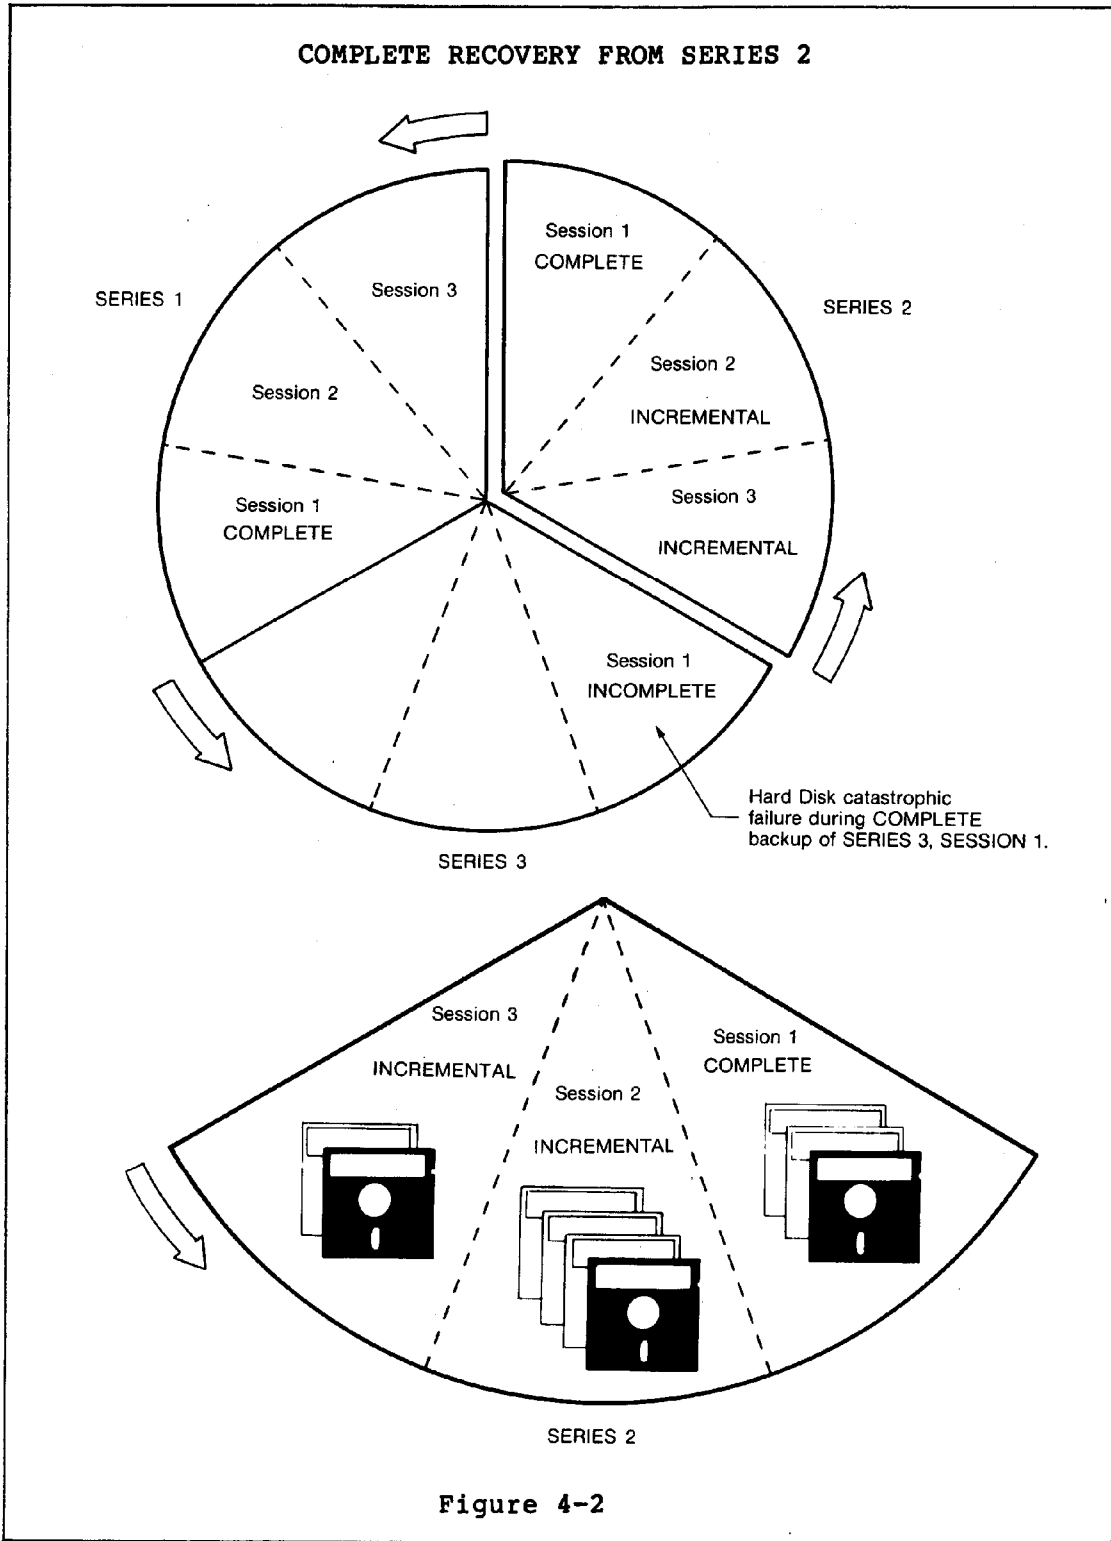 COMPLETE RECOVERY FROM SERIES 2
Session 1
COMPLETE
SERIES 1
Session 3
SERIES 2
Session 2
Session 2
INCREMENTAL
Session 1
COMPLETE
Session 3
INCREMENTAL
Session 1
INCOMPLETE
Hard Disk catastrophic
failure during COMPLETE
backup of SERIES 3, SESSION 1.
SERIES 3
Session 3
INCREMENTAL
Session 2
INCREMENTAL
Session 1
COMPLETE
SERIES 2
Figure 4-2